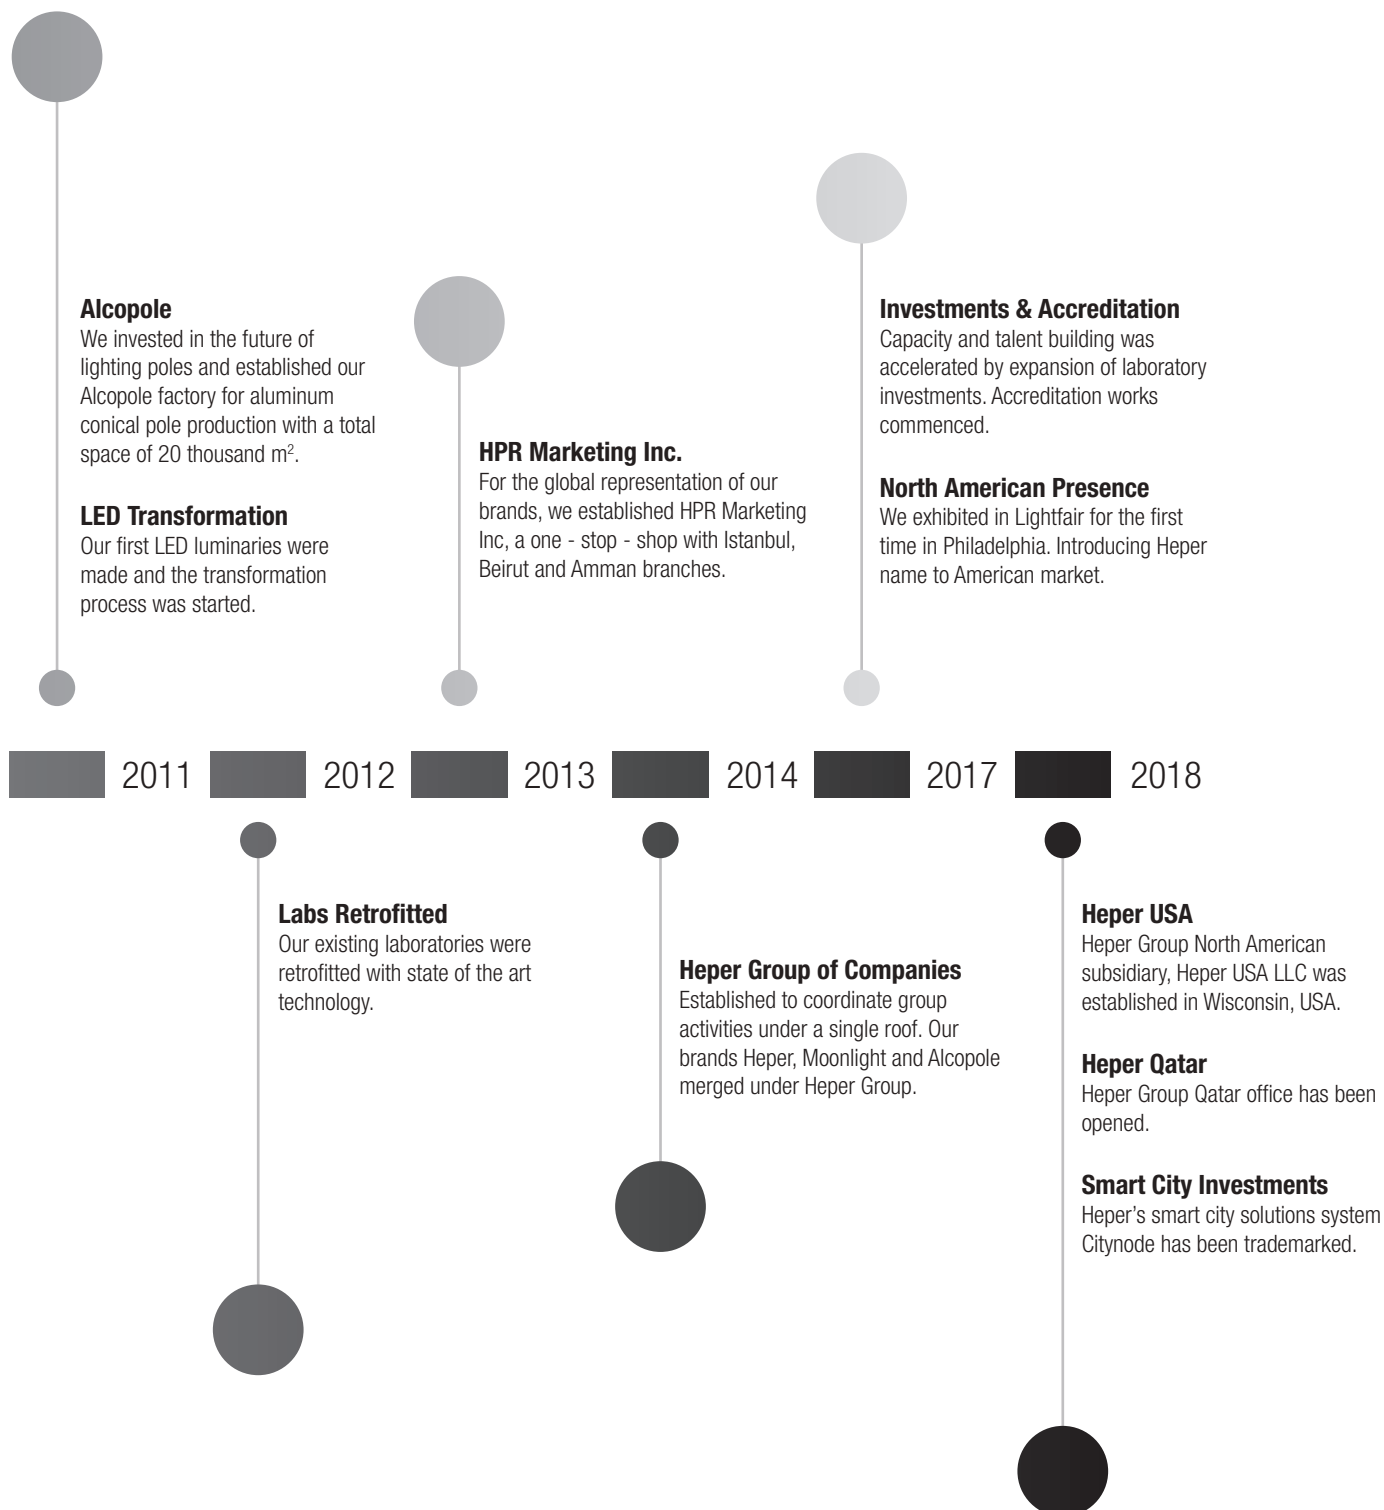 Alcopole
We invested in the future of
lighting poles and established our
Alcopole factory for aluminum
conical pole production with a total
space of 20 thousand m².
LED Transformation
Our first LED luminaries were
made and the transformation
process was started.
HPR Marketing Inc.
For the global representation of our
brands, we established HPR Marketing
Inc, a one - stop - shop with Istanbul,
Beirut and Amman branches.
Investments & Accreditation
Capacity and talent building was
accelerated by expansion of laboratory
investments. Accreditation works
commenced.
North American Presence
We exhibited in Lightfair for the first
time in Philadelphia. Introducing Heper
name to American market.
2011 2012 2013 2014 2017 2018
Labs Retrofitted
Our existing laboratories were
retrofitted with state of the art
technology.
Heper Group of Companies
Established to coordinate group
activities under a single roof. Our
brands Heper, Moonlight and Alcopole
merged under Heper Group.
Heper USA
Heper Group North American
subsidiary, Heper USA LLC was
established in Wisconsin, USA.
Heper Qatar
Heper Group Qatar office has been
opened.
Smart City Investments
Heper's smart city solutions system
Citynode has been trademarked.